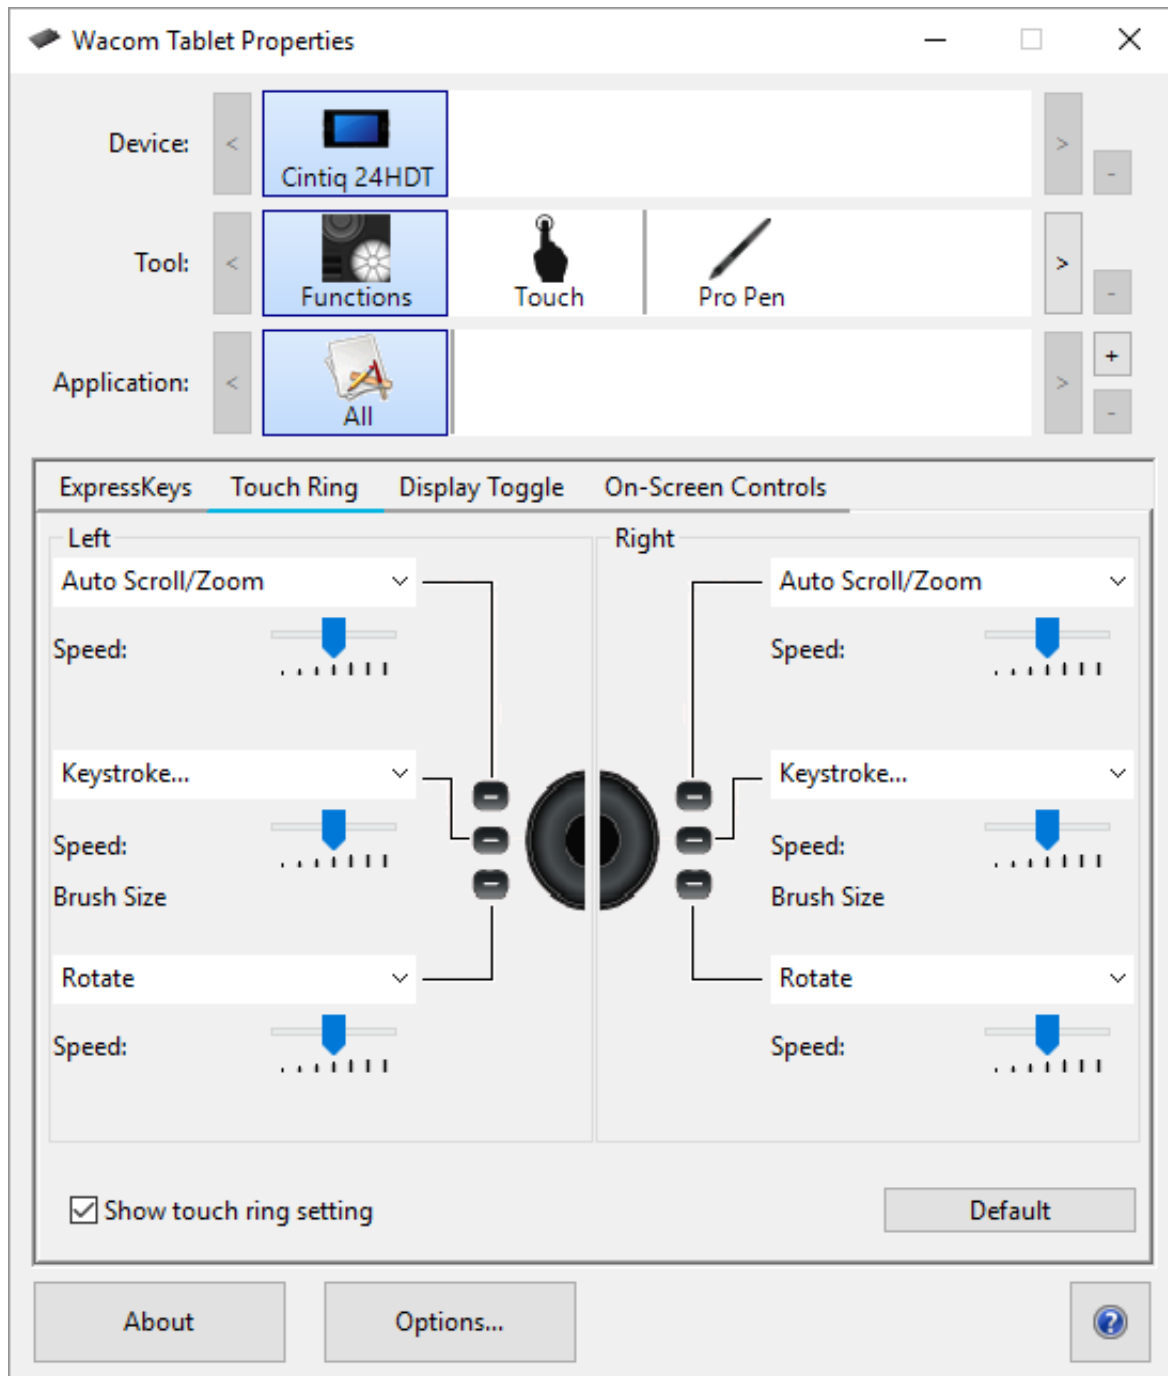 Wacom Tablet Properties
Device:
<
Cintiq 24HDT
>
-
Tool:
<
Functions
Touch
Pro Pen
>
-
Application:
<
All
>
+
-
ExpressKeys Touch Ring Display Toggle On-Screen Controls
Left Right
Auto Scroll/Zoom Auto Scroll/Zoom
Speed: Speed:
Keystroke... Keystroke...
Speed: Speed:
Brush Size Brush Size
Rotate Rotate
Speed: Speed:
Show touch ring setting Default
About Options... ?